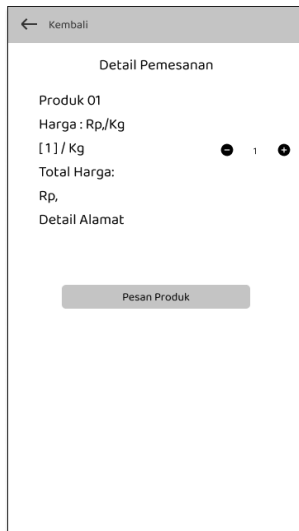 Kembali
Detail Pemesanan
Produk 01
Harga : Rp,/Kg
[1] / Kg 1
Total Harga:
Rp,
Detail Alamat
Pesan Produk